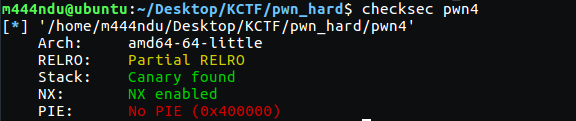 m444ndu@ubuntu:~/Desktop/KCTF/pwn_hard$ checksec pwn4
[*] '/home/m444ndu/Desktop/KCTF/pwn_hard/pwn4'
    Arch:     amd64-64-little
    RELRO:    Partial RELRO
    Stack:    Canary found
    NX:       NX enabled
    PIE:      No PIE (0x400000)